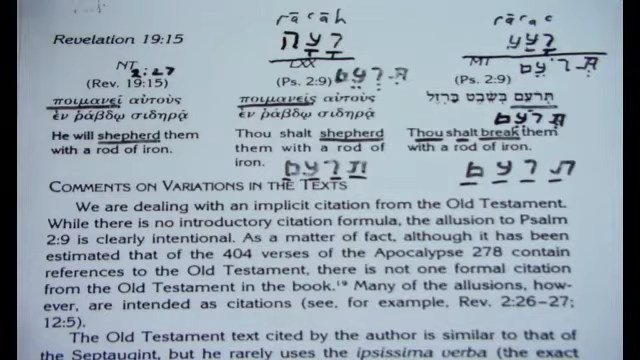 Revelation 19:15
NT
2:27
(Rev. 19:15)
ποιμανεῖ αὐτοὺς
ἐν ῥάβδῳ σιδηρᾷ
He will shepherd them
with a rod of iron.
רעה
LXX
(Ps. 2:9)
תרעם
ποιμανεῖς αὐτοὺς
ἐν ῥάβδῳ σιδηρᾷ
Thou shalt shepherd
them with a rod of
iron.
תרעם
רעע
MT
(Ps. 2:9)
תרעם
תְּרֹעֵם בְּשֵׁבֶט בַּרְזֶל
תרעם
Thou shalt break them
with a rod of iron.
תרעם
COMMENTS ON VARIATIONS IN THE TEXTS
We are dealing with an implicit citation from the Old Testament.
While there is no introductory citation formula, the allusion to Psalm
2:9 is clearly intentional. As a matter of fact, although it has been
estimated that of the 404 verses of the Apocalypse 278 contain
references to the Old Testament, there is not one formal citation
from the Old Testament in the book.¹⁹ Many of the allusions, how-
ever, are intended as citations (see, for example, Rev. 2:26–27;
12:5).
The Old Testament text cited by the author is similar to that of
the Septuagint, but he rarely uses the ipsissima verba (the exact